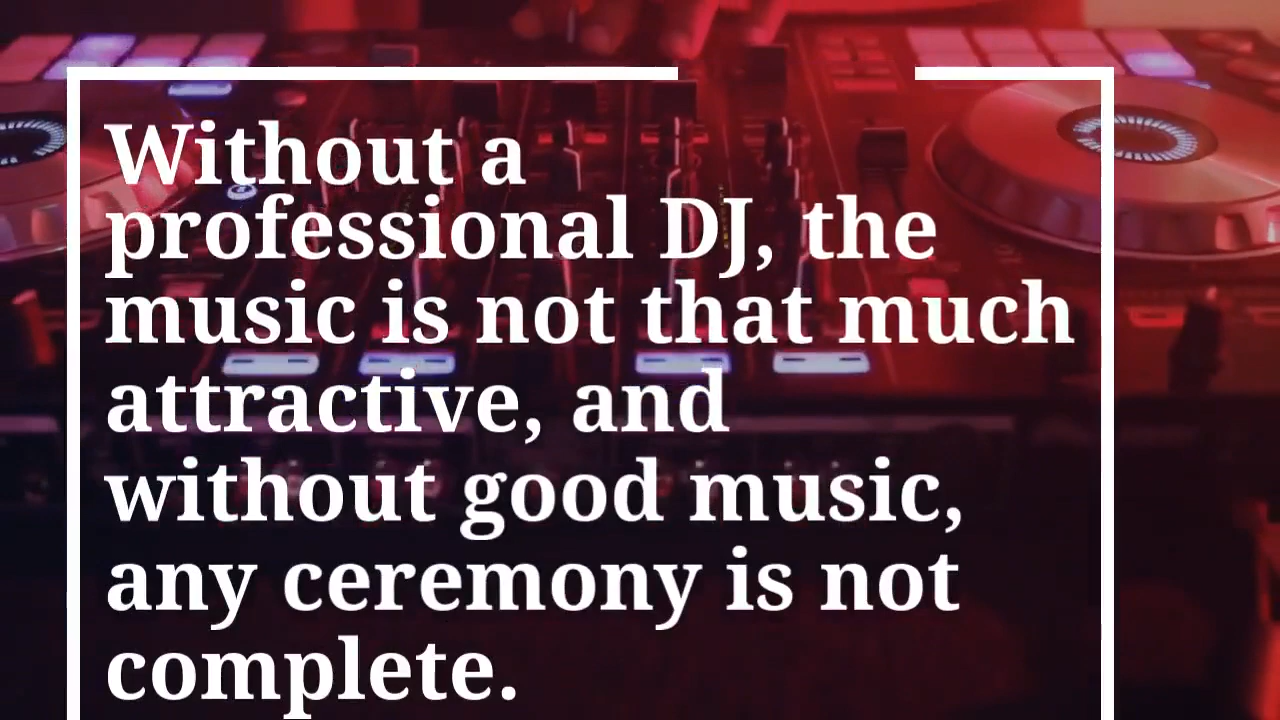 Without a
professional DJ, the
music is not that much
attractive, and
without good music,
any ceremony is not
complete.